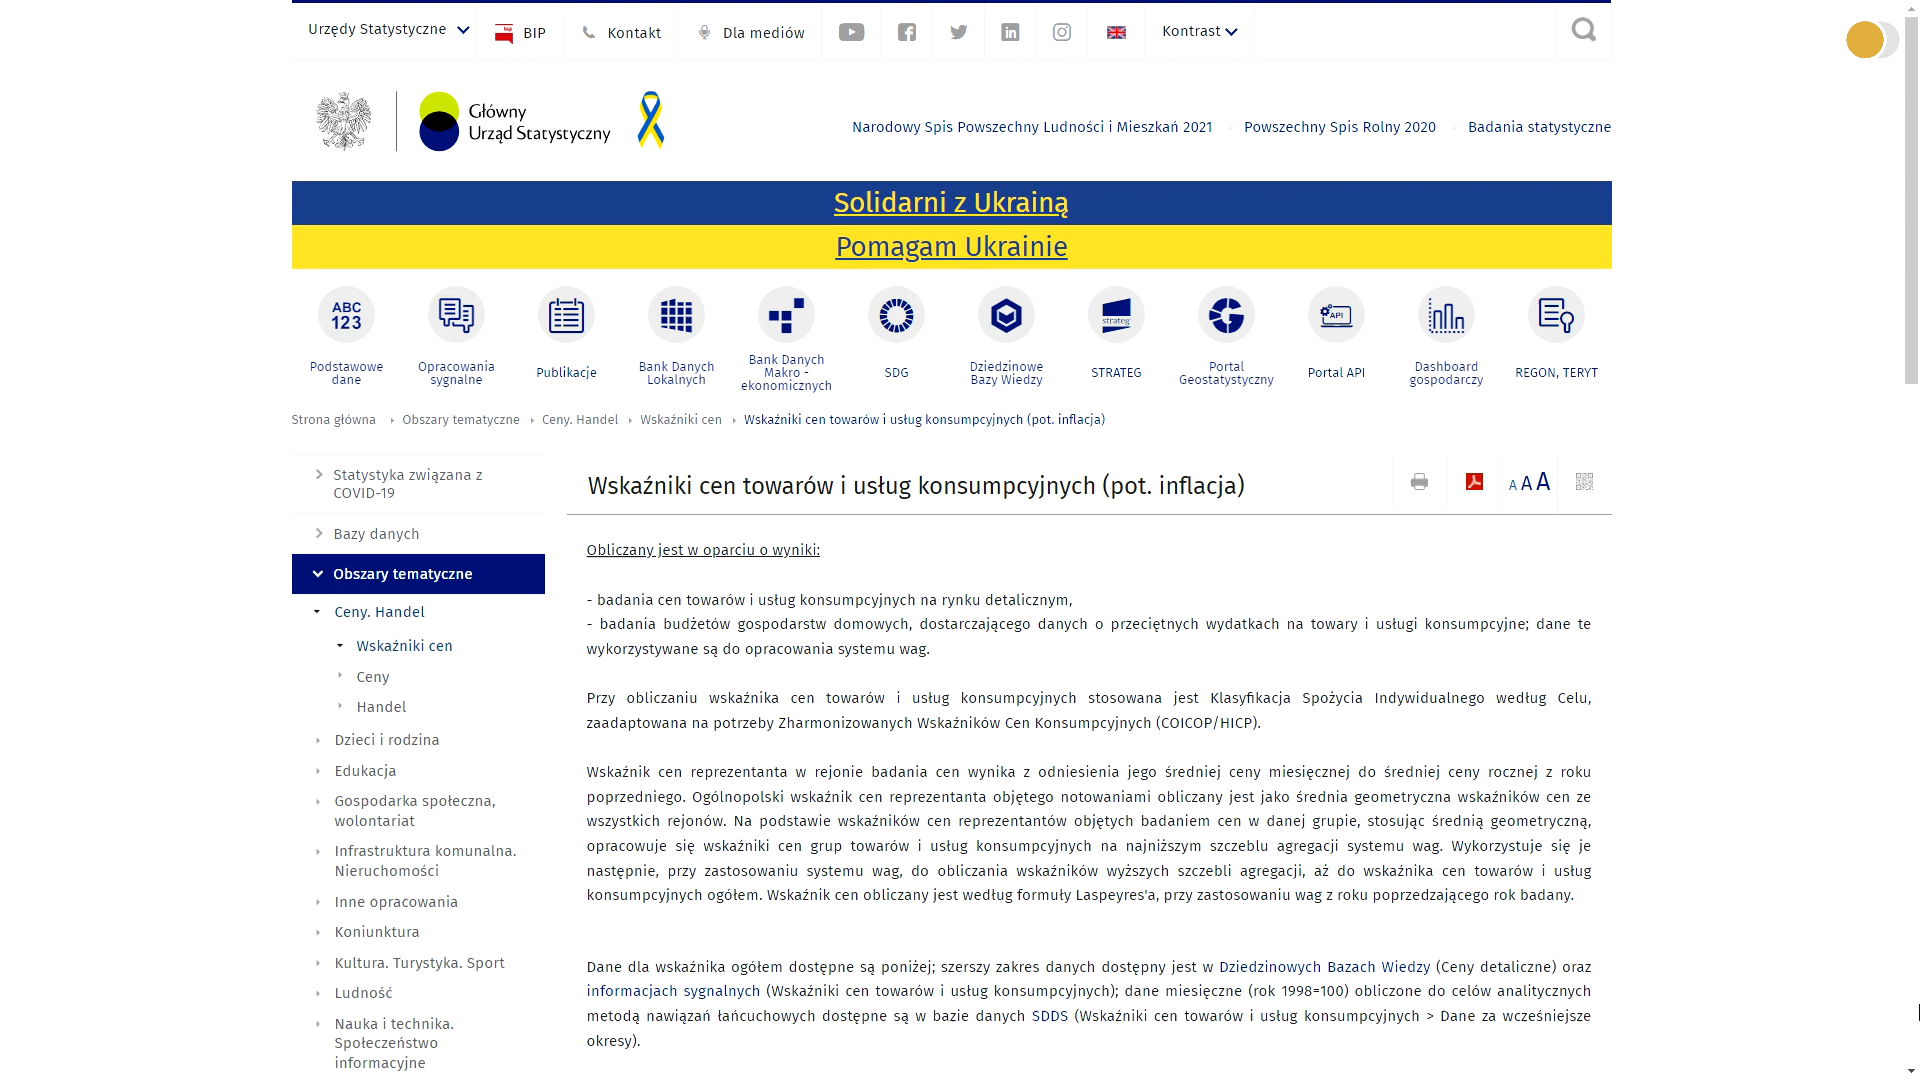 Urzędy Statystyczne
BIP
Kontakt
Dla mediów
Kontrast
Główny
Urząd Statystyczny
Narodowy Spis Powszechny Ludności i Mieszkań 2021
Powszechny Spis Rolny 2020
Badania statystyczne
Solidarni z Ukrainą
Pomagam Ukrainie
ABC
123
strateg
API
Podstawowe
dane
Opracowania
sygnalne
Publikacje
Bank Danych
Lokalnych
Bank Danych
Makro -
ekonomicznych
SDG
Dziedzinowe
Bazy Wiedzy
STRATEG
Portal
Geostatystyczny
Portal API
Dashboard
gospodarczy
REGON, TERYT
Strona główna
Obszary tematyczne
Ceny. Handel
Wskaźniki cen
Wskaźniki cen towarów i usług konsumpcyjnych (pot. inflacja)
Statystyka związana z
COVID-19
Bazy danych
Obszary tematyczne
Ceny. Handel
Wskaźniki cen
Ceny
Handel
Dzieci i rodzina
Edukacja
Gospodarka społeczna,
wolontariat
Infrastruktura komunalna.
Nieruchomości
Inne opracowania
Koniunktura
Kultura. Turystyka. Sport
Ludność
Nauka i technika.
Społeczeństwo
informacyjne
Wskaźniki cen towarów i usług konsumpcyjnych (pot. inflacja)
A A A
Obliczany jest w oparciu o wyniki:
- badania cen towarów i usług konsumpcyjnych na rynku detalicznym,
- badania budżetów gospodarstw domowych, dostarczającego danych o przeciętnych wydatkach na towary i usługi konsumpcyjne; dane te
wykorzystywane są do opracowania systemu wag.
Przy obliczaniu wskaźnika cen towarów i usług konsumpcyjnych stosowana jest Klasyfikacja Spożycia Indywidualnego według Celu,
zaadaptowana na potrzeby Zharmonizowanych Wskaźników Cen Konsumpcyjnych (COICOP/HICP).
Wskaźnik cen reprezentanta w rejonie badania cen wynika z odniesienia jego średniej ceny miesięcznej do średniej ceny rocznej z roku
poprzedniego. Ogólnopolski wskaźnik cen reprezentanta objętego notowaniami obliczany jest jako średnia geometryczna wskaźników cen ze
wszystkich rejonów. Na podstawie wskaźników cen reprezentantów objętych badaniem cen w danej grupie, stosując średnią geometryczną,
opracowuje się wskaźniki cen grup towarów i usług konsumpcyjnych na najniższym szczeblu agregacji systemu wag. Wykorzystuje się je
następnie, przy zastosowaniu systemu wag, do obliczania wskaźników wyższych szczebli agregacji, aż do wskaźnika cen towarów i usług
konsumpcyjnych ogółem. Wskaźnik cen obliczany jest według formuły Laspeyres'a, przy zastosowaniu wag z roku poprzedzającego rok badany.
Dane dla wskaźnika ogółem dostępne są poniżej; szerszy zakres danych dostępny jest w Dziedzinowych Bazach Wiedzy (Ceny detaliczne) oraz
informacjach sygnalnych (Wskaźniki cen towarów i usług konsumpcyjnych); dane miesięczne (rok 1998=100) obliczone do celów analitycznych
metodą nawiązań łańcuchowych dostępne są w bazie danych SDDS (Wskaźniki cen towarów i usług konsumpcyjnych > Dane za wcześniejsze
okresy).